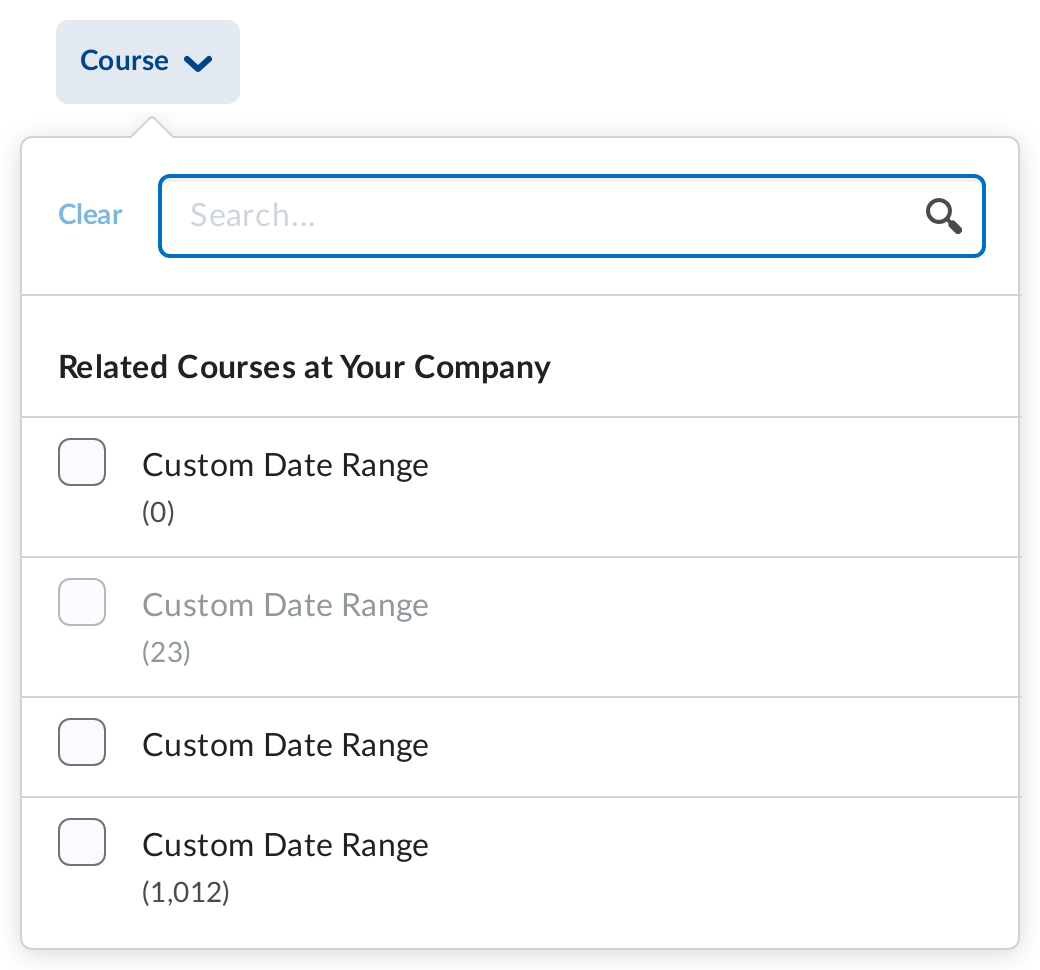 Course
Clear
Search...
Related Courses at Your Company
Custom Date Range
(0)
Custom Date Range
(23)
Custom Date Range
Custom Date Range
(1,012)